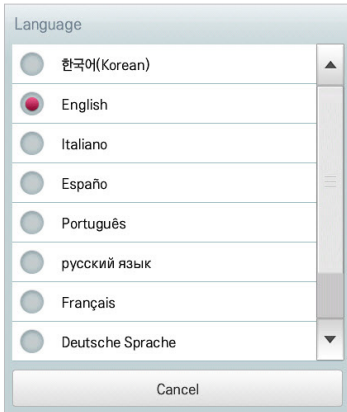 Language
한국어(Korean)
English
Italiano
Españo
Português
русский язык
Français
Deutsche Sprache
Cancel